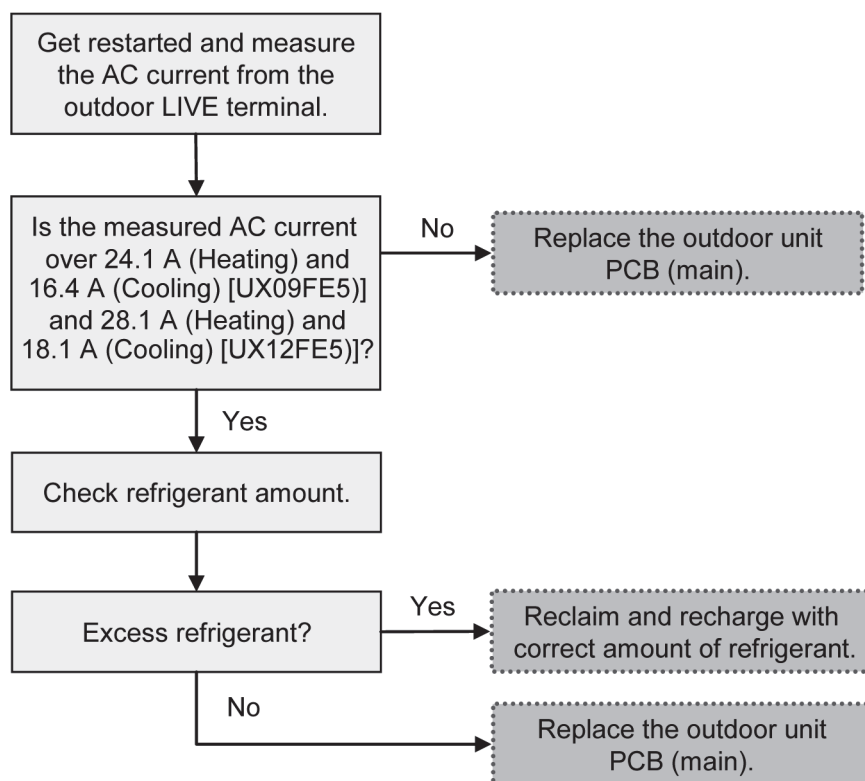 Get restarted and measure
the AC current from the
outdoor LIVE terminal.
Is the measured AC current
over 24.1 A (Heating) and
16.4 A (Cooling) [UX09FE5)]
and 28.1 A (Heating) and
18.1 A (Cooling) [UX12FE5)]?
No
Replace the outdoor unit
PCB (main).
Yes
Check refrigerant amount.
Excess refrigerant?
Yes
Reclaim and recharge with
correct amount of refrigerant.
No
Replace the outdoor unit
PCB (main).